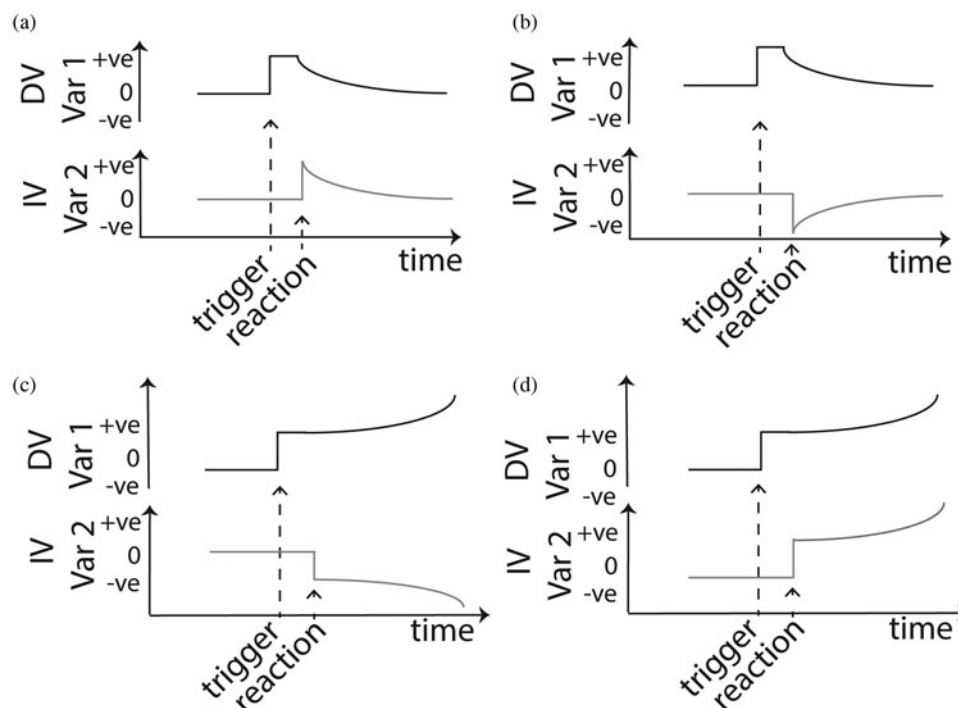 (a)
DV
Var 1
+ve
0
-ve
IV
Var 2
+ve
0
-ve
time
trigger
reaction
(b)
DV
Var 1
+ve
0
-ve
IV
Var 2
+ve
0
-ve
time
trigger
reaction
(c)
DV
Var 1
+ve
0
-ve
IV
Var 2
+ve
0
-ve
time
trigger
reaction
(d)
DV
Var 1
+ve
0
-ve
IV
Var 2
+ve
0
-ve
time
trigger
reaction